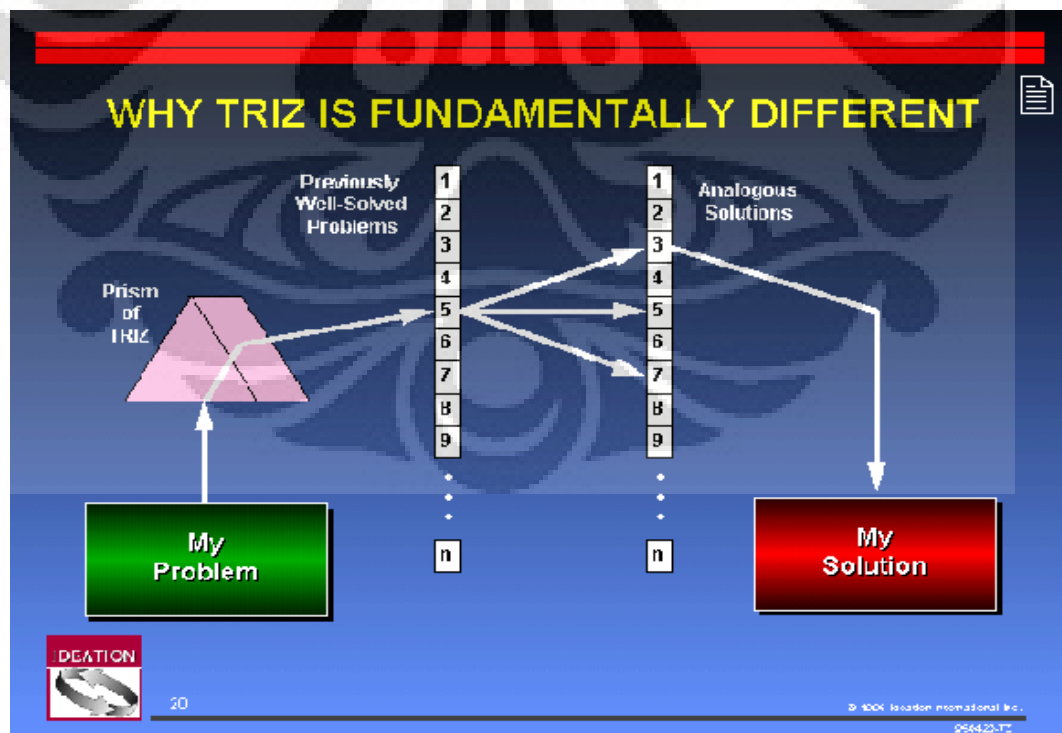 WHY TRIZ IS FUNDAMENTALLY DIFFERENT
Previously
Well-Solved
Problems
1
2
3
4
5
6
7
8
9
n
1
2
3
4
5
6
7
8
9
n
Analogous
Solutions
Prism
of
TRIZ
My
Problem
My
Solution
IDEATION
20